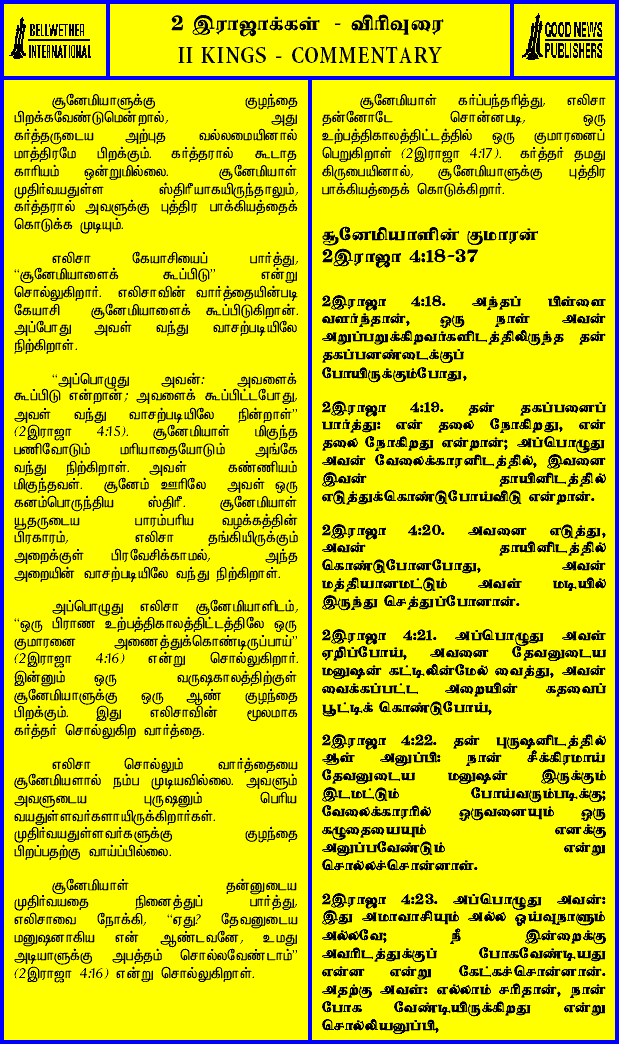 BELLWETHER
INTERNATIONAL
2 இராஜாக்கள் - விரிவுரை
II KINGS - COMMENTARY
GOOD NEWS
PUBLISHERS
சூனேமியாளுக்கு குழந்தை
பிறக்கவேண்டுமென்றால், அது
கர்த்தருடைய அற்புத வல்லமையினால்
மாத்திரமே பிறக்கும். கர்த்தரால் கூடாத
காரியம் ஒன்றுமில்லை. சூனேமியாள்
முதிர்வயதுள்ள ஸ்திரீயாகயிருந்தாலும்,
கர்த்தரால் அவளுக்கு புத்திர பாக்கியத்தைக்
கொடுக்க முடியும்.
எலிசா கேயாசியைப் பார்த்து,
“சூனேமியாளைக் கூப்பிடு” என்று
சொல்லுகிறார். எலிசாவின் வார்த்தையின்படி
கேயாசி சூனேமியாளைக் கூப்பிடுகிறான்.
அப்போது அவள் வந்து வாசற்படியிலே
நிற்கிறாள்.
“அப்பொழுது அவன்: அவளைக்
கூப்பிடு என்றான்; அவளைக் கூப்பிட்டபோது,
அவள் வந்து வாசற்படியிலே நின்றாள்”
(2இராஜா 4:15). சூனேமியாள் மிகுந்த
பணிவோடும் மரியாதையோடும் அங்கே
வந்து நிற்கிறாள். அவள் கண்ணியம்
மிகுந்தவள். சூனேம் ஊரிலே அவள் ஒரு
கனம்பொருந்திய ஸ்திரீ. சூனேமியாள்
யூதருடைய பாரம்பரிய வழக்கத்தின்
பிரகாரம், எலிசா தங்கியிருக்கும்
அறைக்குள் பிரவேசிக்காமல், அந்த
அறையின் வாசற்படியிலே வந்து நிற்கிறாள்.
அப்பொழுது எலிசா சூனேமியாளிடம்,
“ஒரு பிராண உற்பத்திகாலத்திட்டத்திலே ஒரு
குமாரனை அணைத்துக்கொண்டிருப்பாய்”
(2இராஜா 4:16) என்று சொல்லுகிறார்.
இன்னும் ஒரு வருஷகாலத்திற்குள்
சூனேமியாளுக்கு ஒரு ஆண் குழந்தை
பிறக்கும். இது எலிசாவின் மூலமாக
கர்த்தர் சொல்லுகிற வார்த்தை.
எலிசா சொல்லும் வார்த்தையை
சூனேமியளால் நம்ப முடியவில்லை. அவளும்
அவளுடைய புருஷனும் பெரிய
வயதுள்ளவர்களாயிருக்கிறார்கள்.
முதிர்வயதுள்ளவர்களுக்கு குழந்தை
பிறப்பதற்கு வாய்ப்பில்லை.
சூனேமியாள் தன்னுடைய
முதிர்வயதை நினைத்துப் பார்த்து,
எலிசாவை நோக்கி, “ஏது? தேவனுடைய
மனுஷனாகிய என் ஆண்டவனே, உமது
அடியாளுக்கு அபத்தம் சொல்லவேண்டாம்”
(2இராஜா 4:16) என்று சொல்லுகிறாள்.
சூனேமியாள் கர்ப்பந்தரித்து, எலிசா
தன்னோடே சொன்னபடி, ஒரு
உற்பத்திகாலத்திட்டத்தில் ஒரு குமாரனைப்
பெறுகிறாள் (2இராஜா 4:17). கர்த்தர் தமது
கிருபையினால், சூனேமியாளுக்கு புத்திர
பாக்கியத்தைக் கொடுக்கிறார்.
சூனேமியாளின் குமாரன்
2இராஜா 4:18-37
2இராஜா 4:18. அந்தப் பிள்ளை
வளர்ந்தான், ஒரு நாள் அவன்
அறுப்பறுக்கிறவர்களிடத்திலிருந்த தன்
தகப்பனண்டைக்குப்
போயிருக்கும்போது,
2இராஜா 4:19. தன் தகப்பனைப்
பார்த்து: என் தலை நோகிறது, என்
தலை நோகிறது என்றான்; அப்பொழுது
அவன் வேலைக்காரனிடத்தில், இவனை
இவன் தாயினிடத்தில்
எடுத்துக்கொண்டுபோய்விடு என்றான்.
2இராஜா 4:20. அவனை எடுத்து,
அவன் தாயினிடத்தில்
கொண்டுபோனபோது, அவன்
மத்தியானமட்டும் அவள் மடியில்
இருந்து செத்துப்போனான்.
2இராஜா 4:21. அப்பொழுது அவள்
ஏறிப்போய், அவனை தேவனுடைய
மனுஷன் கட்டிலின்மேல் வைத்து, அவன்
வைக்கப்பட்ட அறையின் கதவைப்
பூட்டிக் கொண்டுபோய்,
2இராஜா 4:22. தன் புருஷனிடத்தில்
ஆள் அனுப்பி: நான் சீக்கிரமாய்
தேவனுடைய மனுஷன் இருக்கும்
இடமட்டும் போய்வரும்படிக்கு;
வேலைக்காரரில் ஒருவனையும் ஒரு
கழுதையையும் எனக்கு
அனுப்பவேண்டும் என்று
சொல்லச்சொன்னாள்.
2இராஜா 4:23. அப்பொழுது அவன்:
இது அமாவாசியும் அல்ல ஓய்வுநாளும்
அல்லவே; நீ இன்றைக்கு
அவரிடத்துக்குப் போகவேண்டியது
என்ன என்று கேட்கச்சொன்னான்.
அதற்கு அவள்: எல்லாம் சரிதான், நான்
போக வேண்டியிருக்கிறது என்று
சொல்லியனுப்பி,